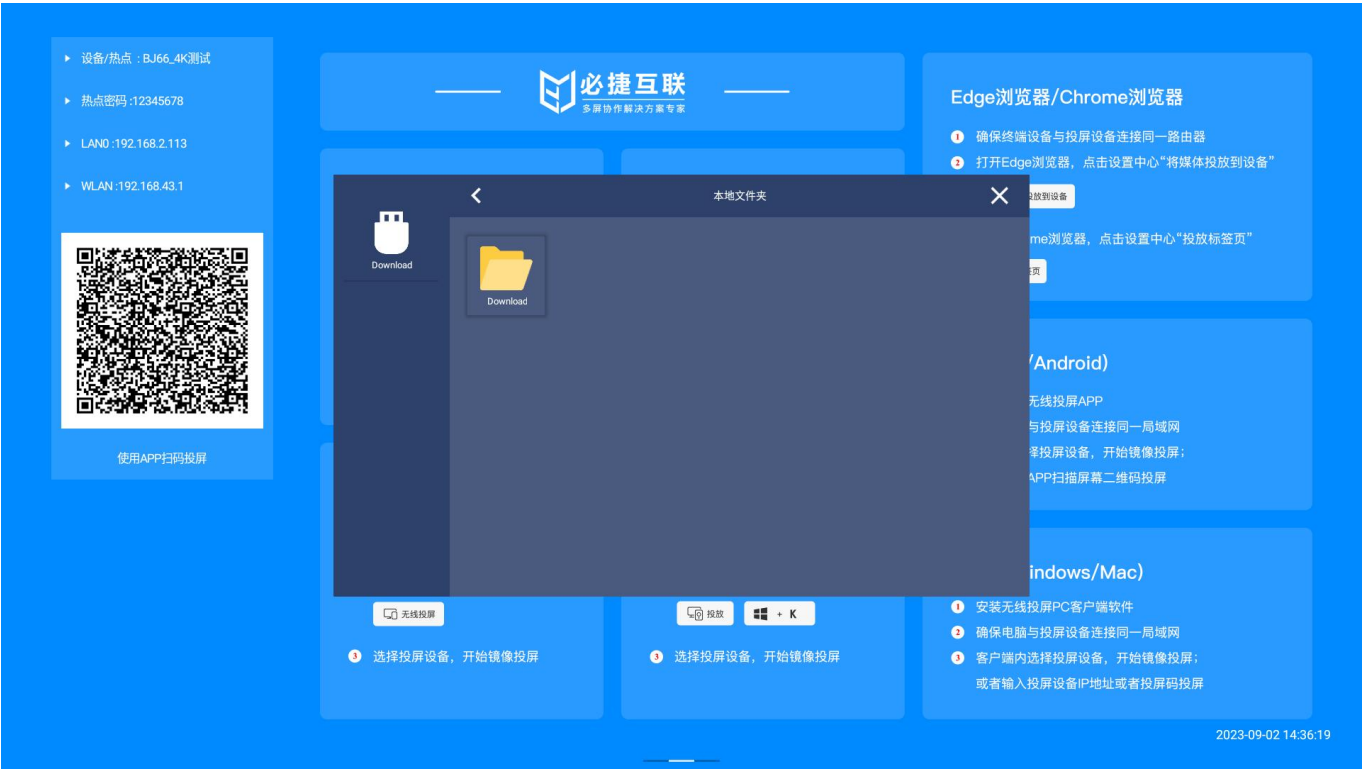 设备/热点 : BJ66_4K测试
热点密码 :12345678
LAN0 :192.168.2.113
WLAN :192.168.43.1
使用APP扫码投屏
必捷互联
多屏协作解决方案专家
本地文件夹
Download
Download
无线投屏
3 选择投屏设备，开始镜像投屏
投放
+ K
3 选择投屏设备，开始镜像投屏
Edge浏览器/Chrome浏览器
1 确保终端设备与投屏设备连接同一路由器
2 打开Edge浏览器，点击设置中心“将媒体投放到设备”
投放到设备
me浏览器，点击设置中心“投放标签页”
签页
/Android)
无线投屏APP
与投屏设备连接同一局域网
择投屏设备，开始镜像投屏；
APP扫描屏幕二维码投屏
indows/Mac)
1 安装无线投屏PC客户端软件
2 确保电脑与投屏设备连接同一局域网
3 客户端内选择投屏设备，开始镜像投屏；
或者输入投屏设备IP地址或者投屏码投屏
2023-09-02 14:36:19